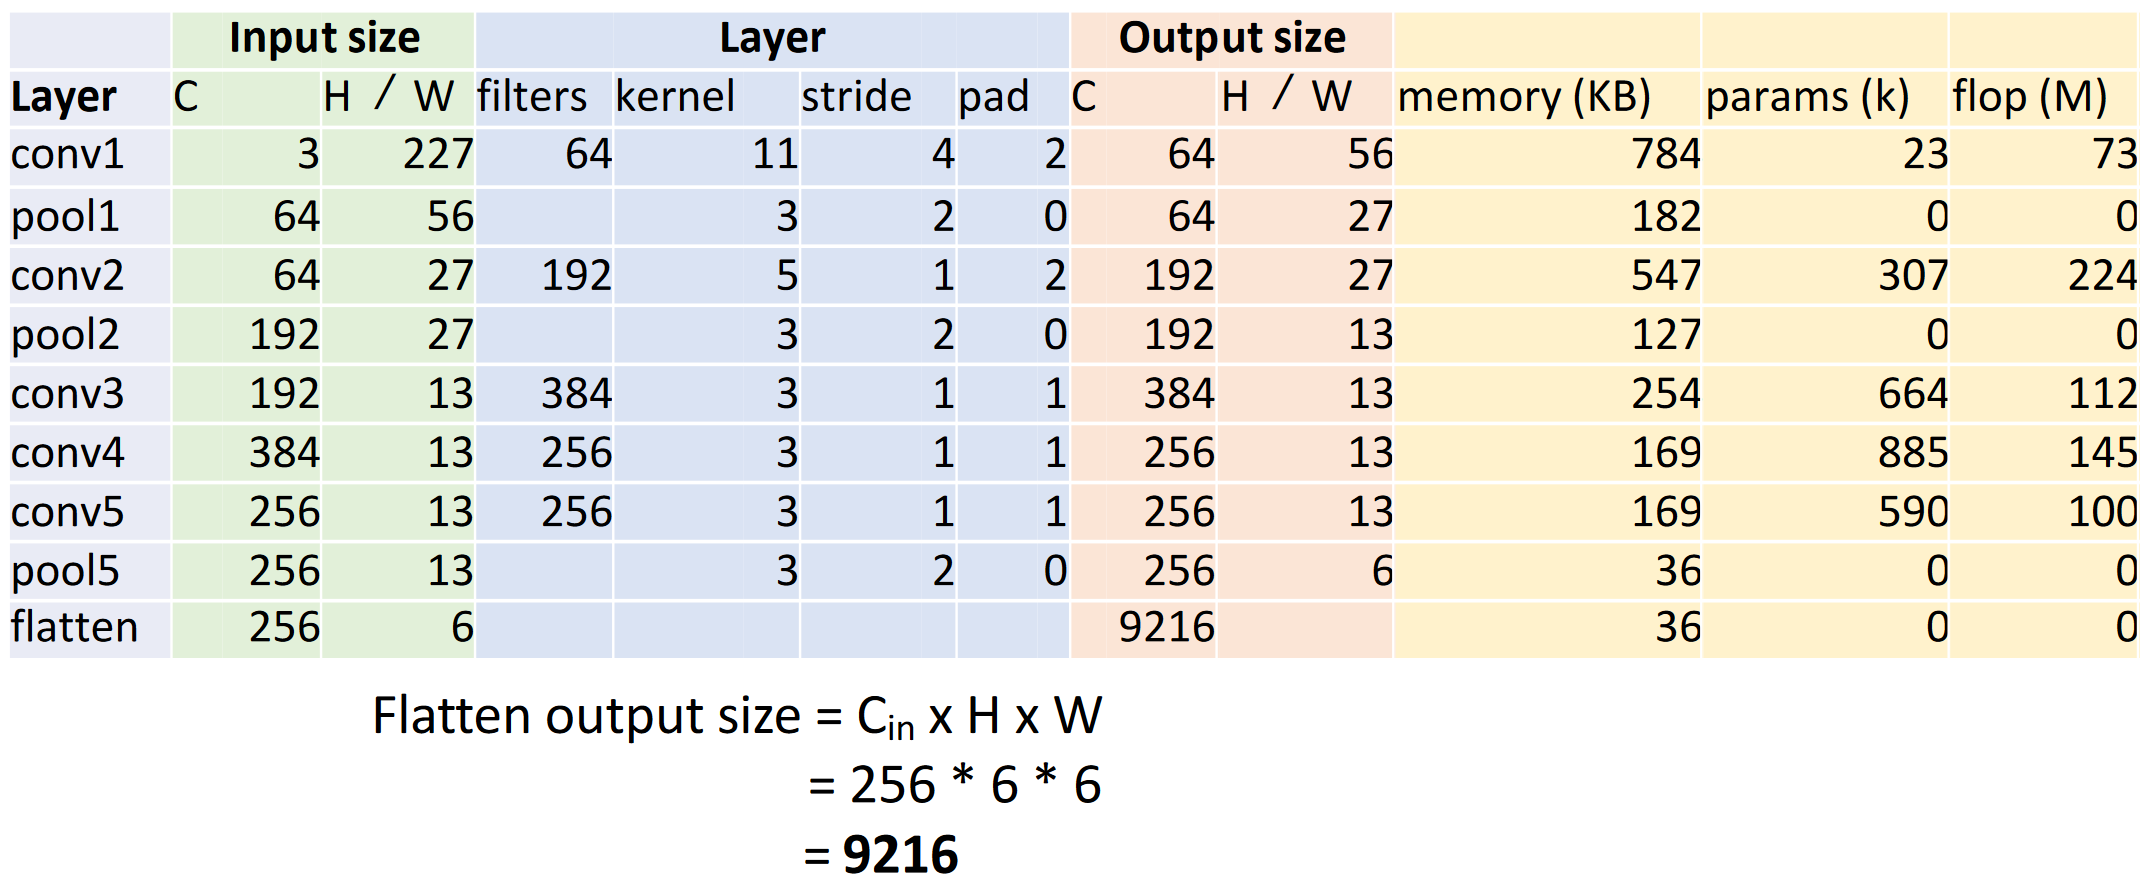 Input size Layer Output size
Layer C H / W filters kernel stride pad C H / W memory (KB) params (k) flop (M)
conv1 3 227 64 11 4 2 64 56 784 23 73
pool1 64 56 3 2 0 64 27 182 0 0
conv2 64 27 192 5 1 2 192 27 547 307 224
pool2 192 27 3 2 0 192 13 127 0 0
conv3 192 13 384 3 1 1 384 13 254 664 112
conv4 384 13 256 3 1 1 256 13 169 885 145
conv5 256 13 256 3 1 1 256 13 169 590 100
pool5 256 13 3 2 0 256 6 36 0 0
flatten 256 6 9216 36 0 0
Flatten output size = Cin x H x W
= 256 * 6 * 6
= 9216